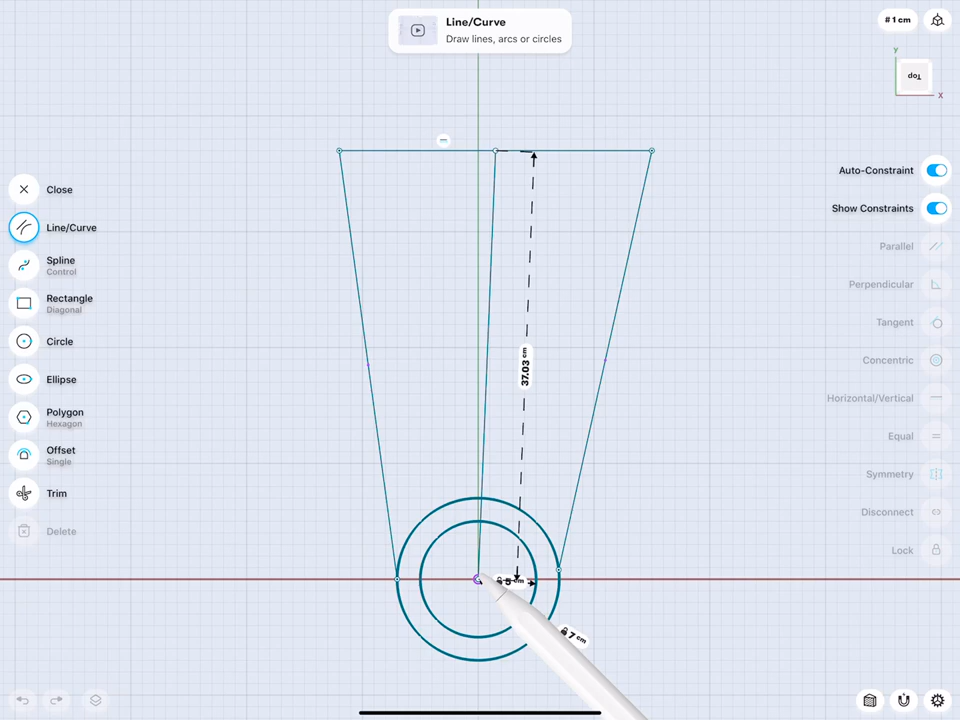 Line/Curve
Draw lines, arcs or circles
# 1 cm
y
Top
x
Close
Line/Curve
Spline
Control
Rectangle
Diagonal
Circle
Ellipse
Polygon
Hexagon
Offset
Single
Trim
Delete
Auto-Constraint
Show Constraints
Parallel
Perpendicular
Tangent
Concentric
Horizontal/Vertical
Equal
Symmetry
Disconnect
Lock
37.03 cm
5 cm
7 cm